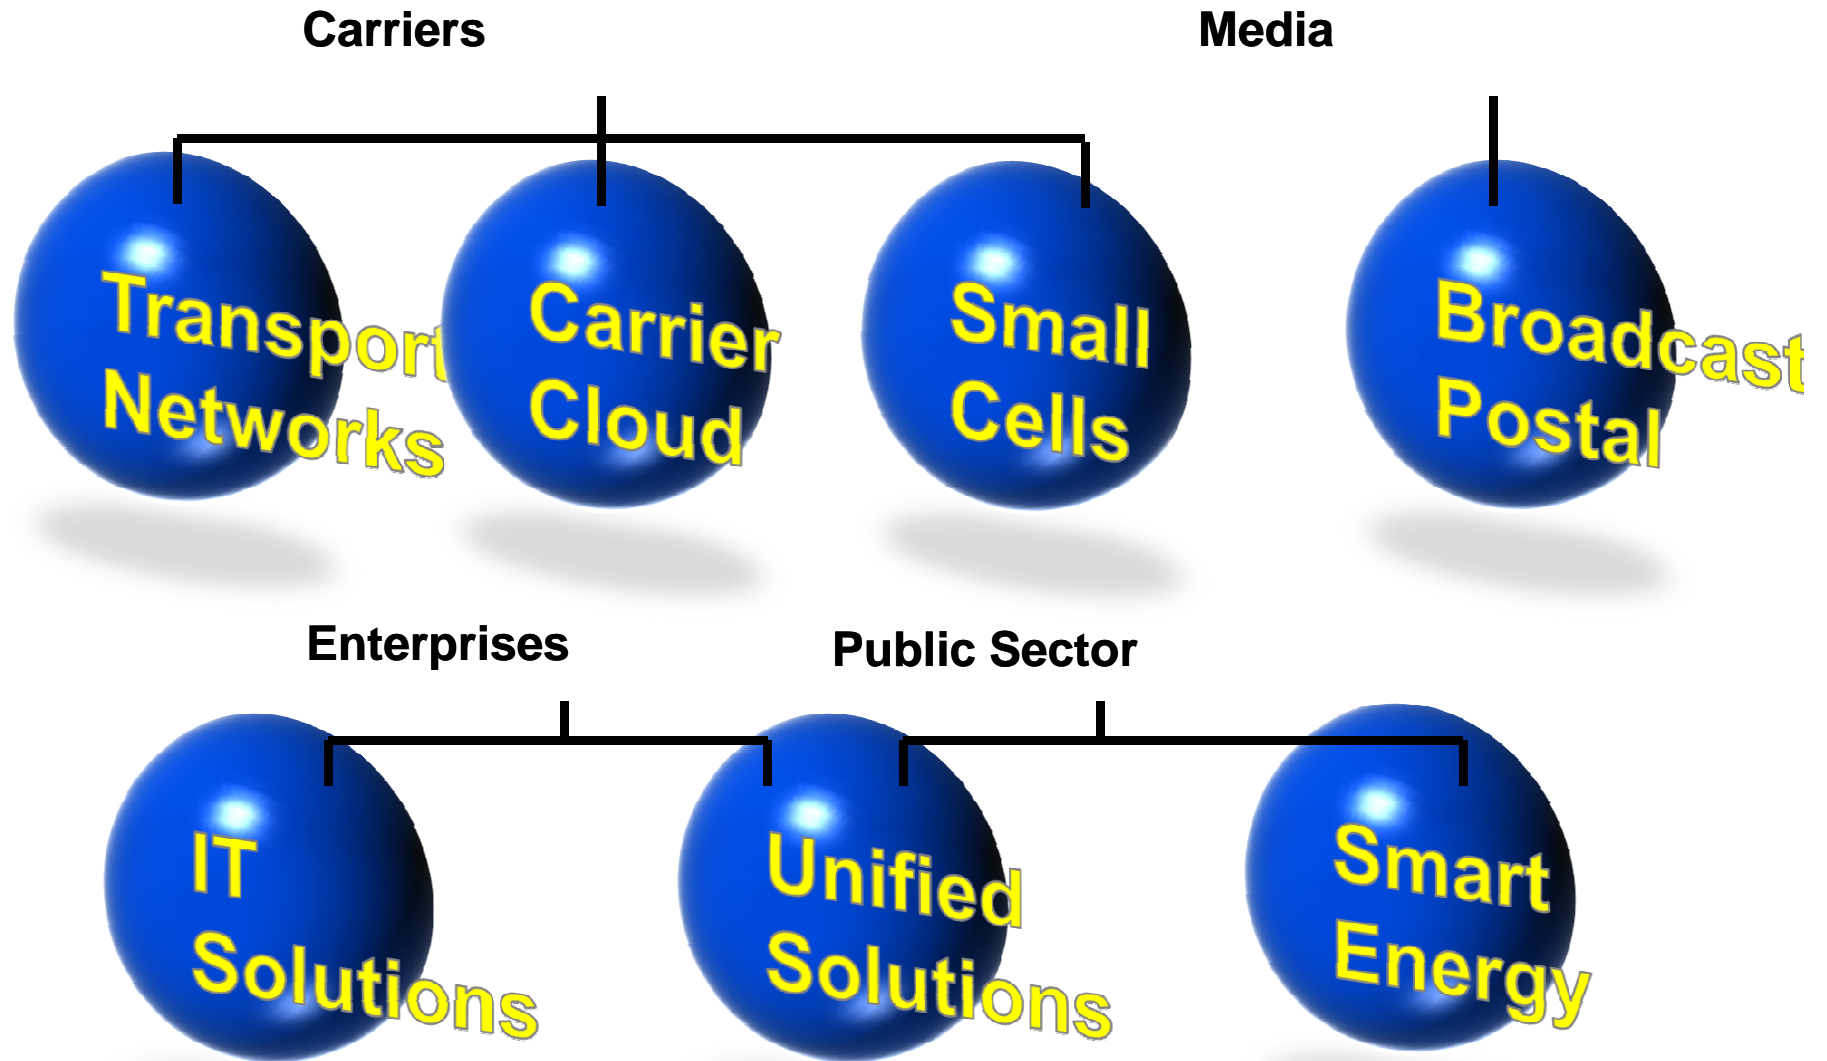 Carriers
Media
Transport
Networks
Carrier
Cloud
Small
Cells
Broadcast
Postal
Enterprises
Public Sector
IT
Solutions
Unified
Solutions
Smart
Energy